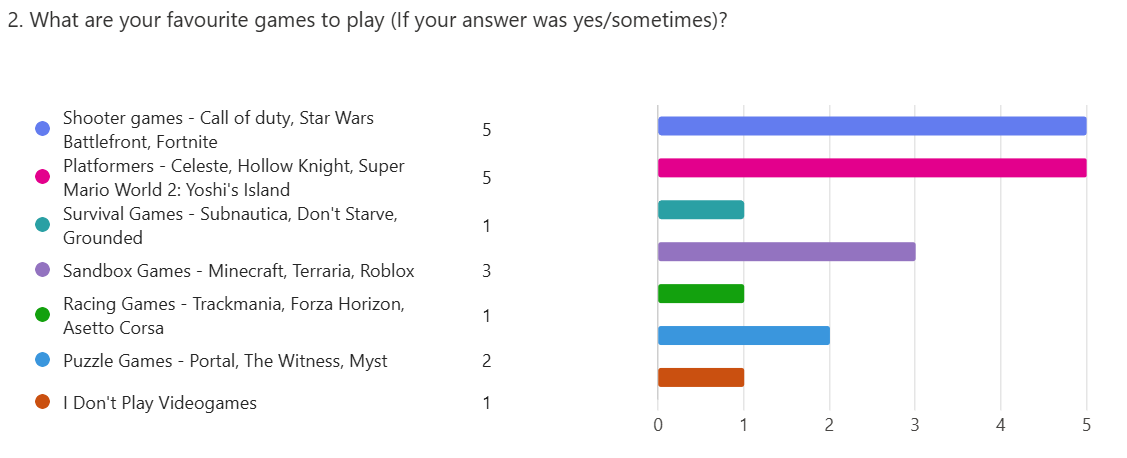 2. What are your favourite games to play (If your answer was yes/sometimes)?
Shooter games - Call of duty, Star Wars
Battlefront, Fortnite
5
Platformers - Celeste, Hollow Knight, Super
Mario World 2: Yoshi's Island
5
Survival Games - Subnautica, Don't Starve,
Grounded
1
Sandbox Games - Minecraft, Terraria, Roblox
3
Racing Games - Trackmania, Forza Horizon,
Asetto Corsa
1
Puzzle Games - Portal, The Witness, Myst
2
I Don't Play Videogames
1
0 1 2 3 4 5